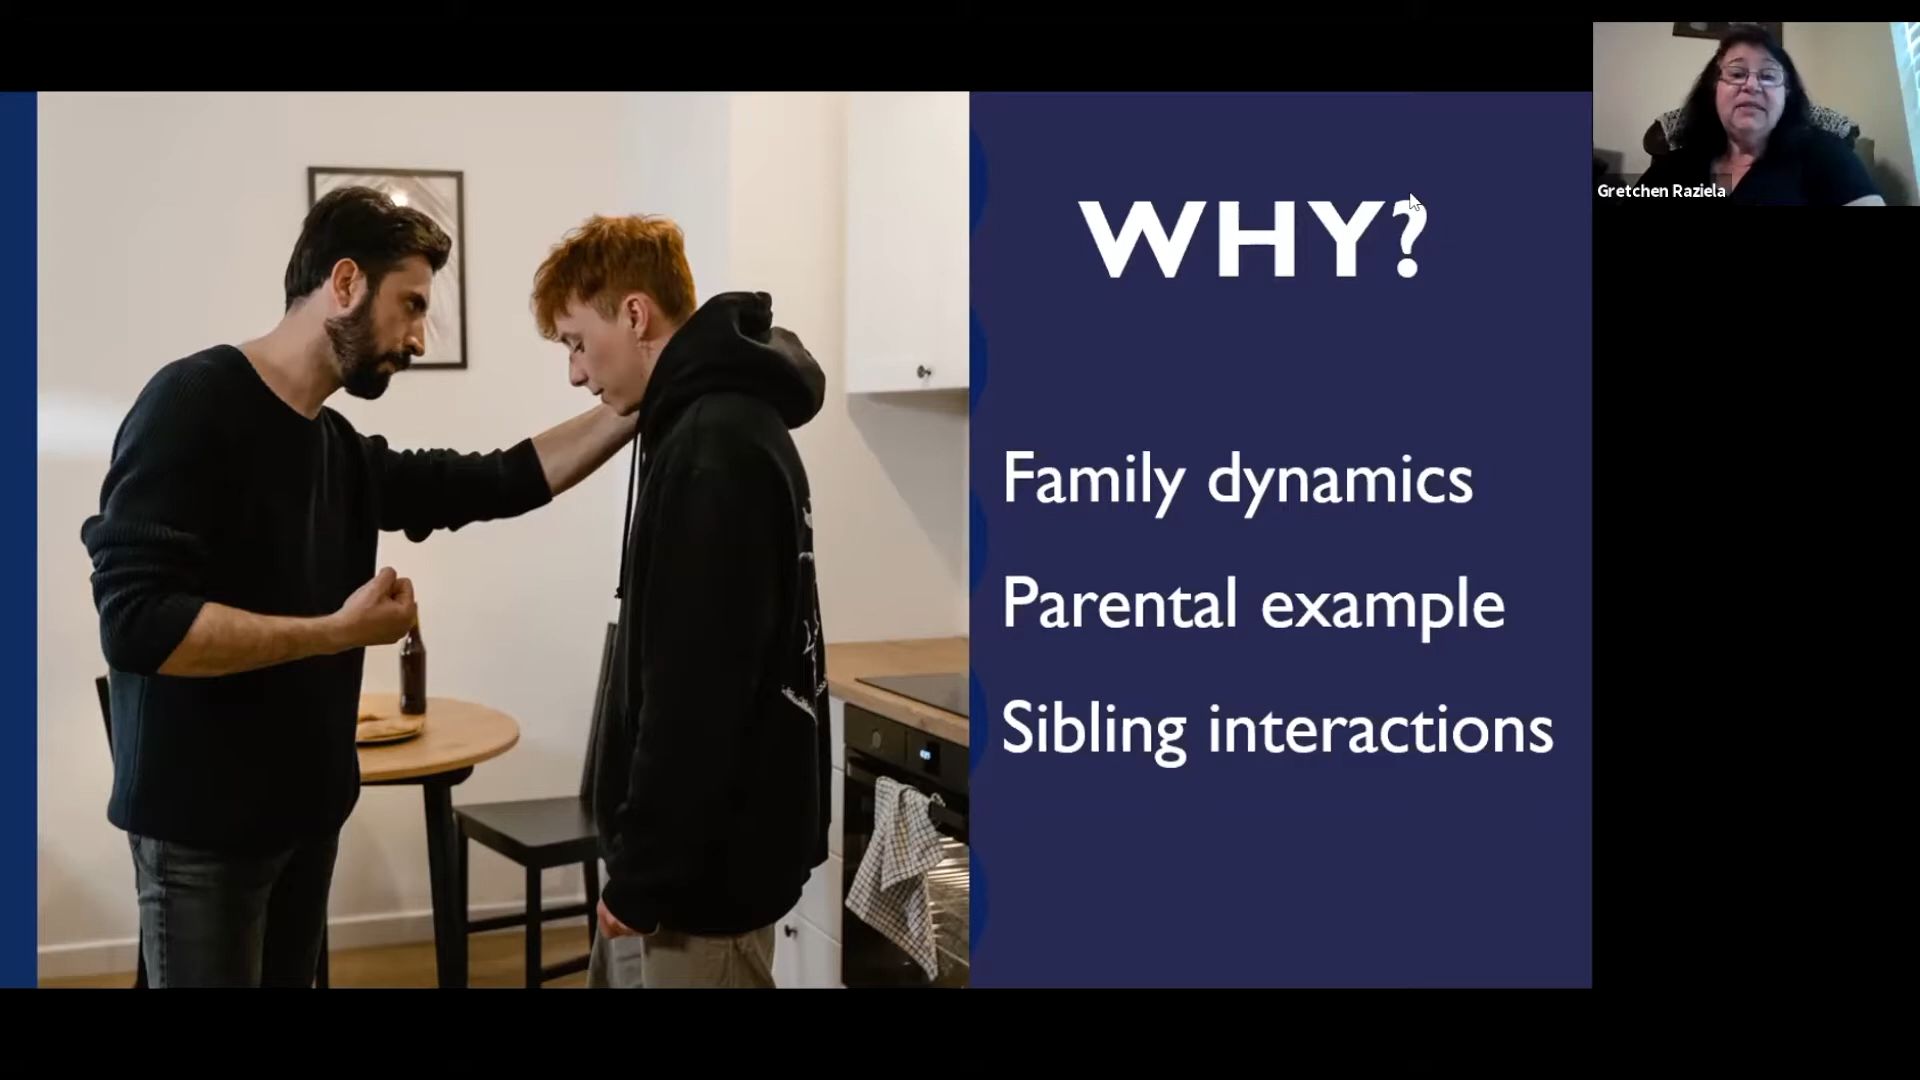 WHY?
Family dynamics
Parental example
Sibling interactions
Gretchen Raziela